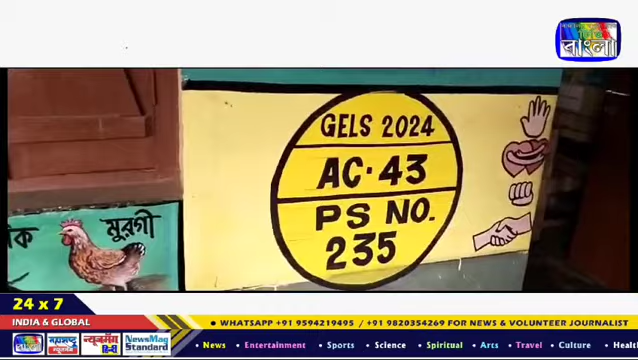 বাংলা
GELS 2024
AC·43
PS NO.
235
মুরগী
24 x 7
INDIA & GLOBAL
NewsMag
Standard
● WHATSAPP +91 9594219495 / +91 9820354269 FOR NEWS & VOLUNTEER JOURNALIST
• News • Entertainment • Sports • Science • Spiritual • Arts • Travel • Culture